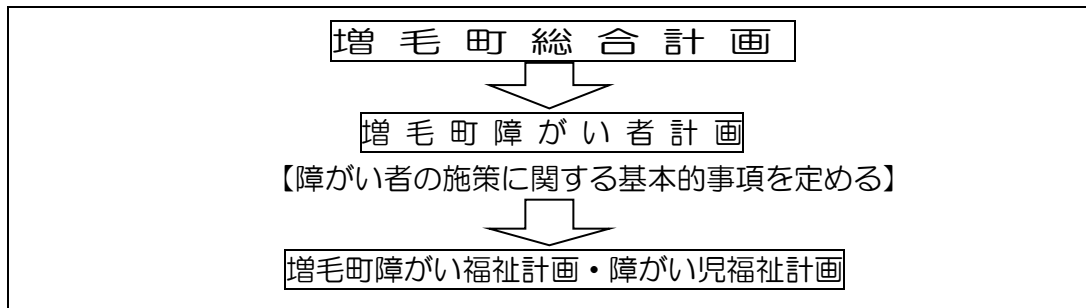 増毛町総合計画
増毛町障がい者計画
【障がい者の施策に関する基本的事項を定める】
増毛町障がい福祉計画・障がい児福祉計画